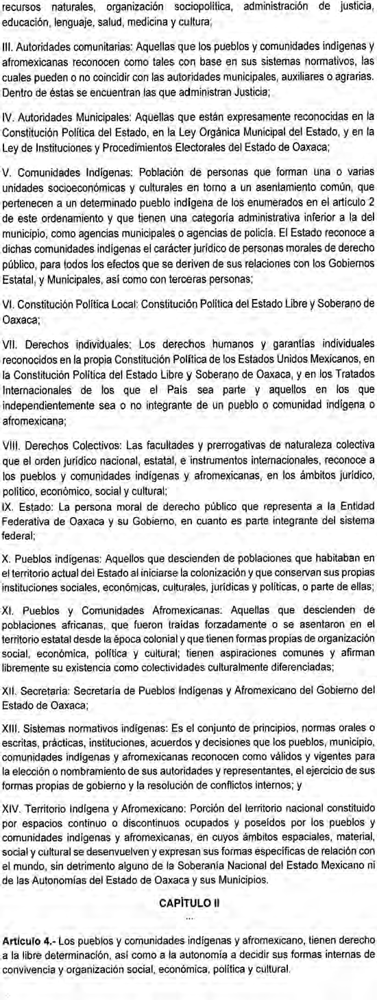 recursos naturales, organización sociopolítica, administración de justicia,
educación, lenguaje, salud, medicina y cultura;
III. Autoridades comunitarias: Aquellas que los pueblos y comunidades indígenas y
afromexicanas reconocen como tales con base en sus sistemas normativos, las
cuales pueden o no coincidir con las autoridades municipales, auxiliares o agrarias.
Dentro de éstas se encuentran las que administran Justicia;
IV. Autoridades Municipales: Aquellas que están expresamente reconocidas en la
Constitución Política del Estado, en la Ley Orgánica Municipal del Estado, y en la
Ley de Instituciones y Procedimientos Electorales del Estado de Oaxaca;
V. Comunidades Indígenas: Población de personas que forman una o varias
unidades socioeconómicas y culturales en torno a un asentamiento común, que
pertenecen a un determinado pueblo indígena de los enumerados en el artículo 2
de este ordenamiento y que tienen una categoría administrativa inferior a la del
municipio, como agencias municipales o agencias de policía. El Estado reconoce a
dichas comunidades indígenas el carácter jurídico de personas morales de derecho
público, para todos los efectos que se deriven de sus relaciones con los Gobiernos
Estatal, y Municipales, así como con terceras personas;
VI. Constitución Política Local: Constitución Política del Estado Libre y Soberano de
Oaxaca;
VII. Derechos individuales: Los derechos humanos y garantías individuales
reconocidos en la propia Constitución Política de los Estados Unidos Mexicanos, en
la Constitución Política del Estado Libre y Soberano de Oaxaca, y en los Tratados
Internacionales de los que el País sea parte y aquellos en los que
independientemente sea o no integrante de un pueblo o comunidad indígena o
afromexicana;
VIII. Derechos Colectivos: Las facultades y prerrogativas de naturaleza colectiva
que el orden jurídico nacional, estatal, e instrumentos internacionales, reconoce a
los pueblos y comunidades indígenas y afromexicanas, en los ámbitos jurídico,
político, económico, social y cultural;
IX. Estado: La persona moral de derecho público que representa a la Entidad
Federativa de Oaxaca y su Gobierno, en cuanto es parte integrante del sistema
federal;
X. Pueblos indígenas: Aquellos que descienden de poblaciones que habitaban en
el territorio actual del Estado al iniciarse la colonización y que conservan sus propias
instituciones sociales, económicas, culturales, jurídicas y políticas, o parte de ellas;
XI. Pueblos y Comunidades Afromexicanas: Aquellas que descienden de
poblaciones africanas, que fueron traídas forzadamente o se asentaron en el
territorio estatal desde la época colonial y que tienen formas propias de organización
social, económica, política y cultural; tienen aspiraciones comunes y afirman
libremente su existencia como colectividades culturalmente diferenciadas;
XII. Secretaría: Secretaría de Pueblos Indígenas y Afromexicano del Gobierno del
Estado de Oaxaca;
XIII. Sistemas normativos indígenas: Es el conjunto de principios, normas orales o
escritas, prácticas, instituciones, acuerdos y decisiones que los pueblos, municipio,
comunidades indígenas y afromexicanas reconocen como válidos y vigentes para
la elección o nombramiento de sus autoridades y representantes, el ejercicio de sus
formas propias de gobierno y la resolución de conflictos internos; y
XIV. Territorio Indígena y Afromexicano: Porción del territorio nacional constituido
por espacios continuo o discontinuos ocupados y poseídos por los pueblos y
comunidades indígenas y afromexicanas, en cuyos ámbitos espaciales, material,
social y cultural se desenvuelven y expresan sus formas específicas de relación con
el mundo, sin detrimento alguno de la Soberanía Nacional del Estado Mexicano ni
de las Autonomías del Estado de Oaxaca y sus Municipios.
CAPÍTULO II
...
Artículo 4.- Los pueblos y comunidades indígenas y afromexicano, tienen derecho
a la libre determinación, así como a la autonomía a decidir sus formas internas de
convivencia y organización social, económica, política y cultural.